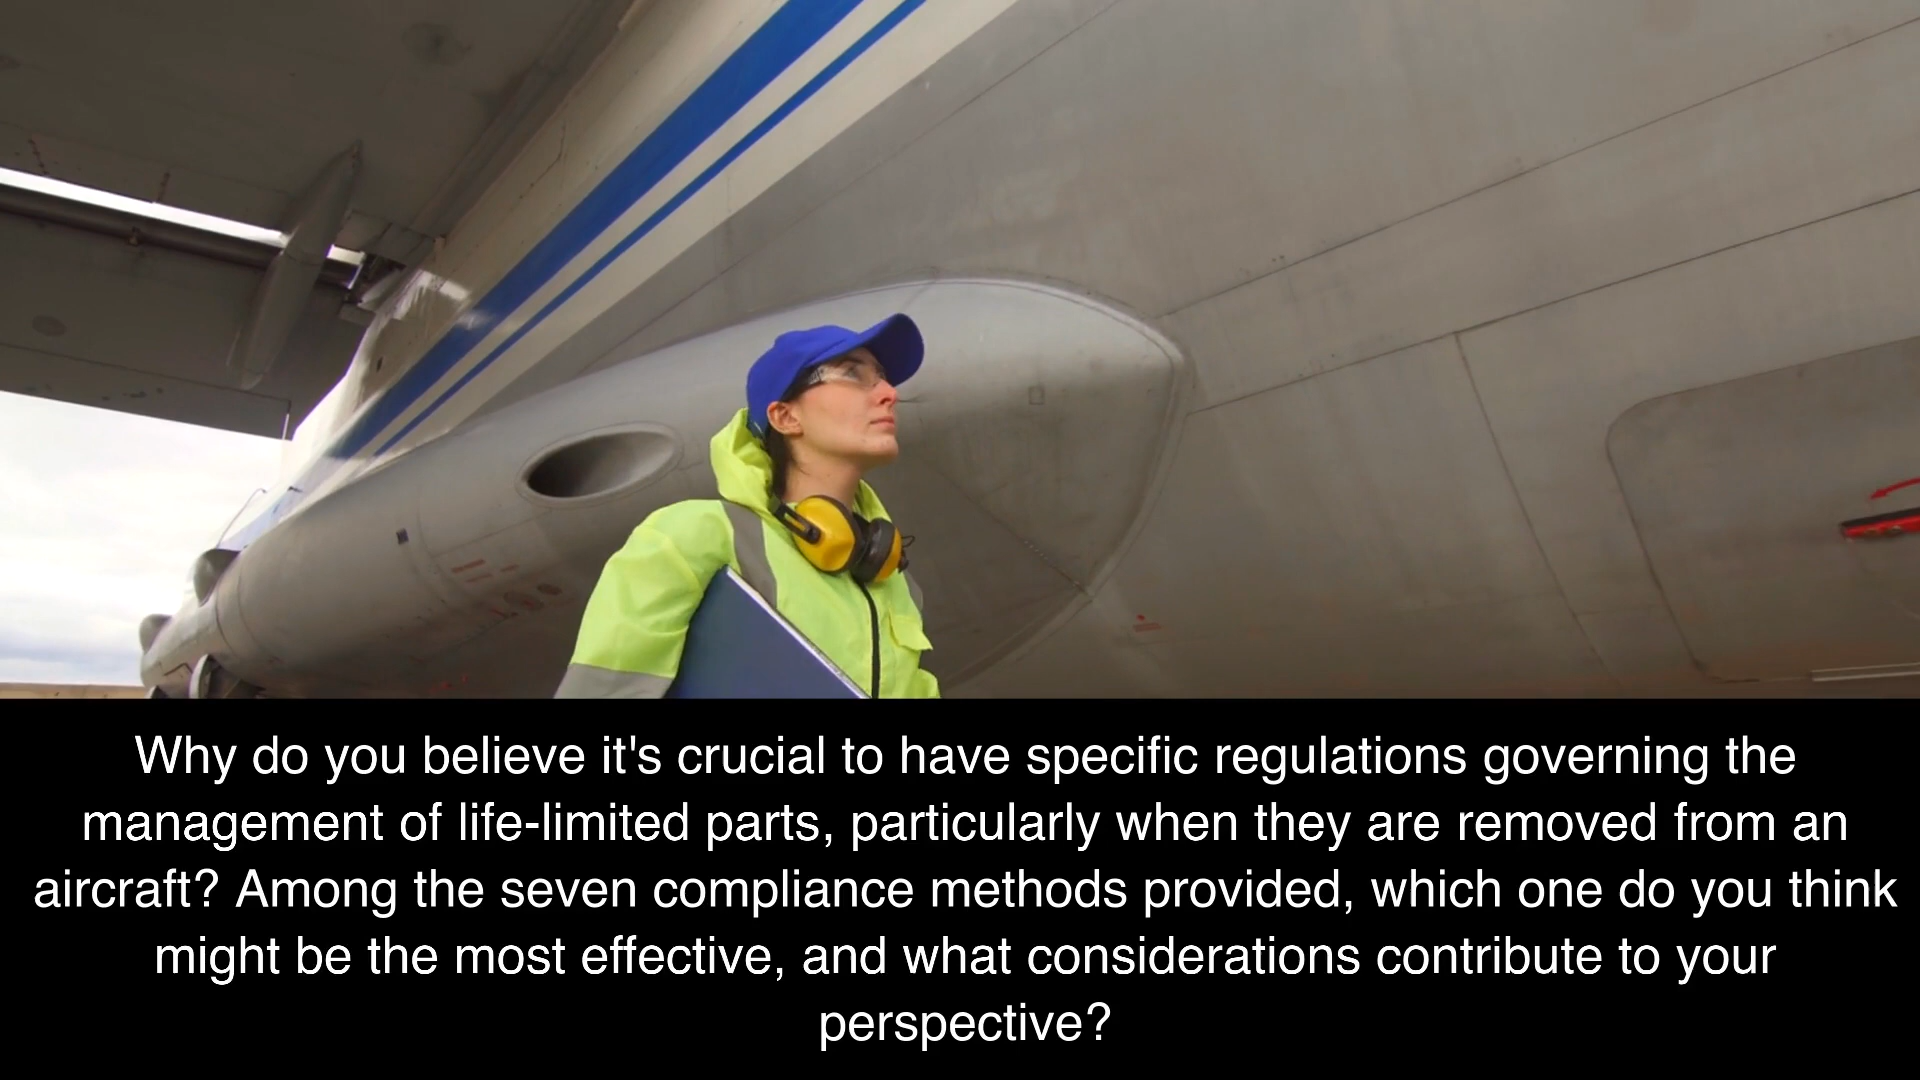 Why do you believe it's crucial to have specific regulations governing the
management of life-limited parts, particularly when they are removed from an
aircraft? Among the seven compliance methods provided, which one do you think
might be the most effective, and what considerations contribute to your
perspective?